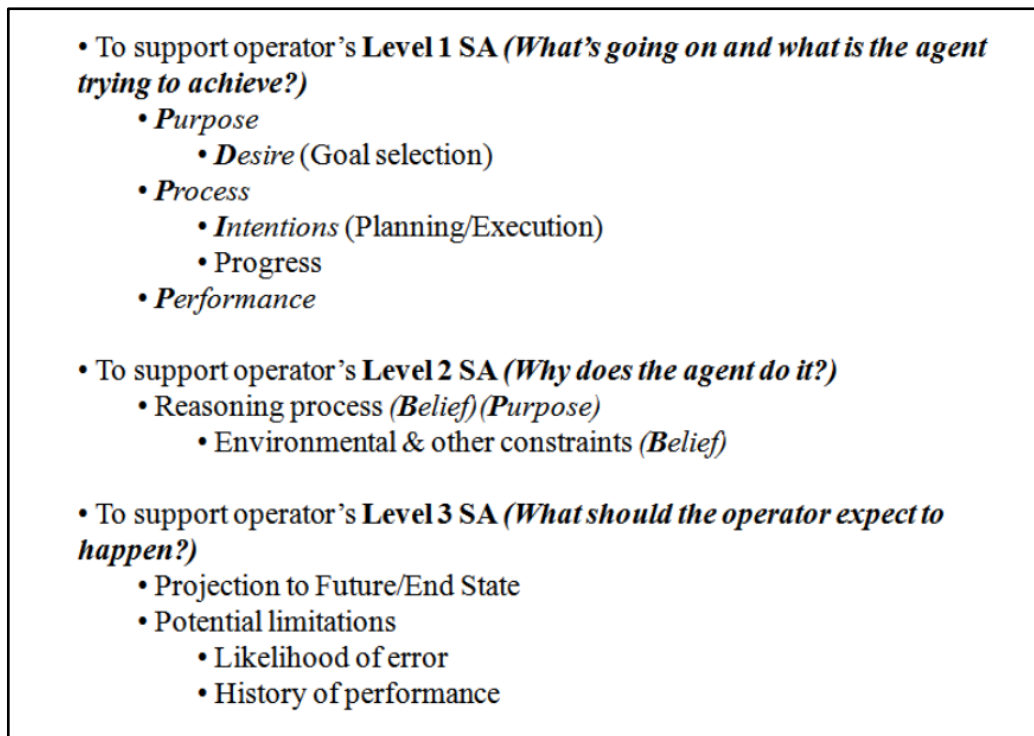 • To support operator's Level 1 SA (What's going on and what is the agent
trying to achieve?)
• Purpose
• Desire (Goal selection)
• Process
• Intentions (Planning/Execution)
• Progress
• Performance
• To support operator's Level 2 SA (Why does the agent do it?)
• Reasoning process (Belief)(Purpose)
• Environmental & other constraints (Belief)
• To support operator's Level 3 SA (What should the operator expect to
happen?)
• Projection to Future/End State
• Potential limitations
• Likelihood of error
• History of performance